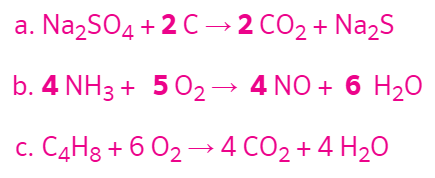 a. Na₂SO₄ + 2 C → 2 CO₂ + Na₂S
b. 4 NH₃ + 5 O₂ → 4 NO + 6 H₂O
c. C₄H₈ + 6 O₂ → 4 CO₂ + 4 H₂O